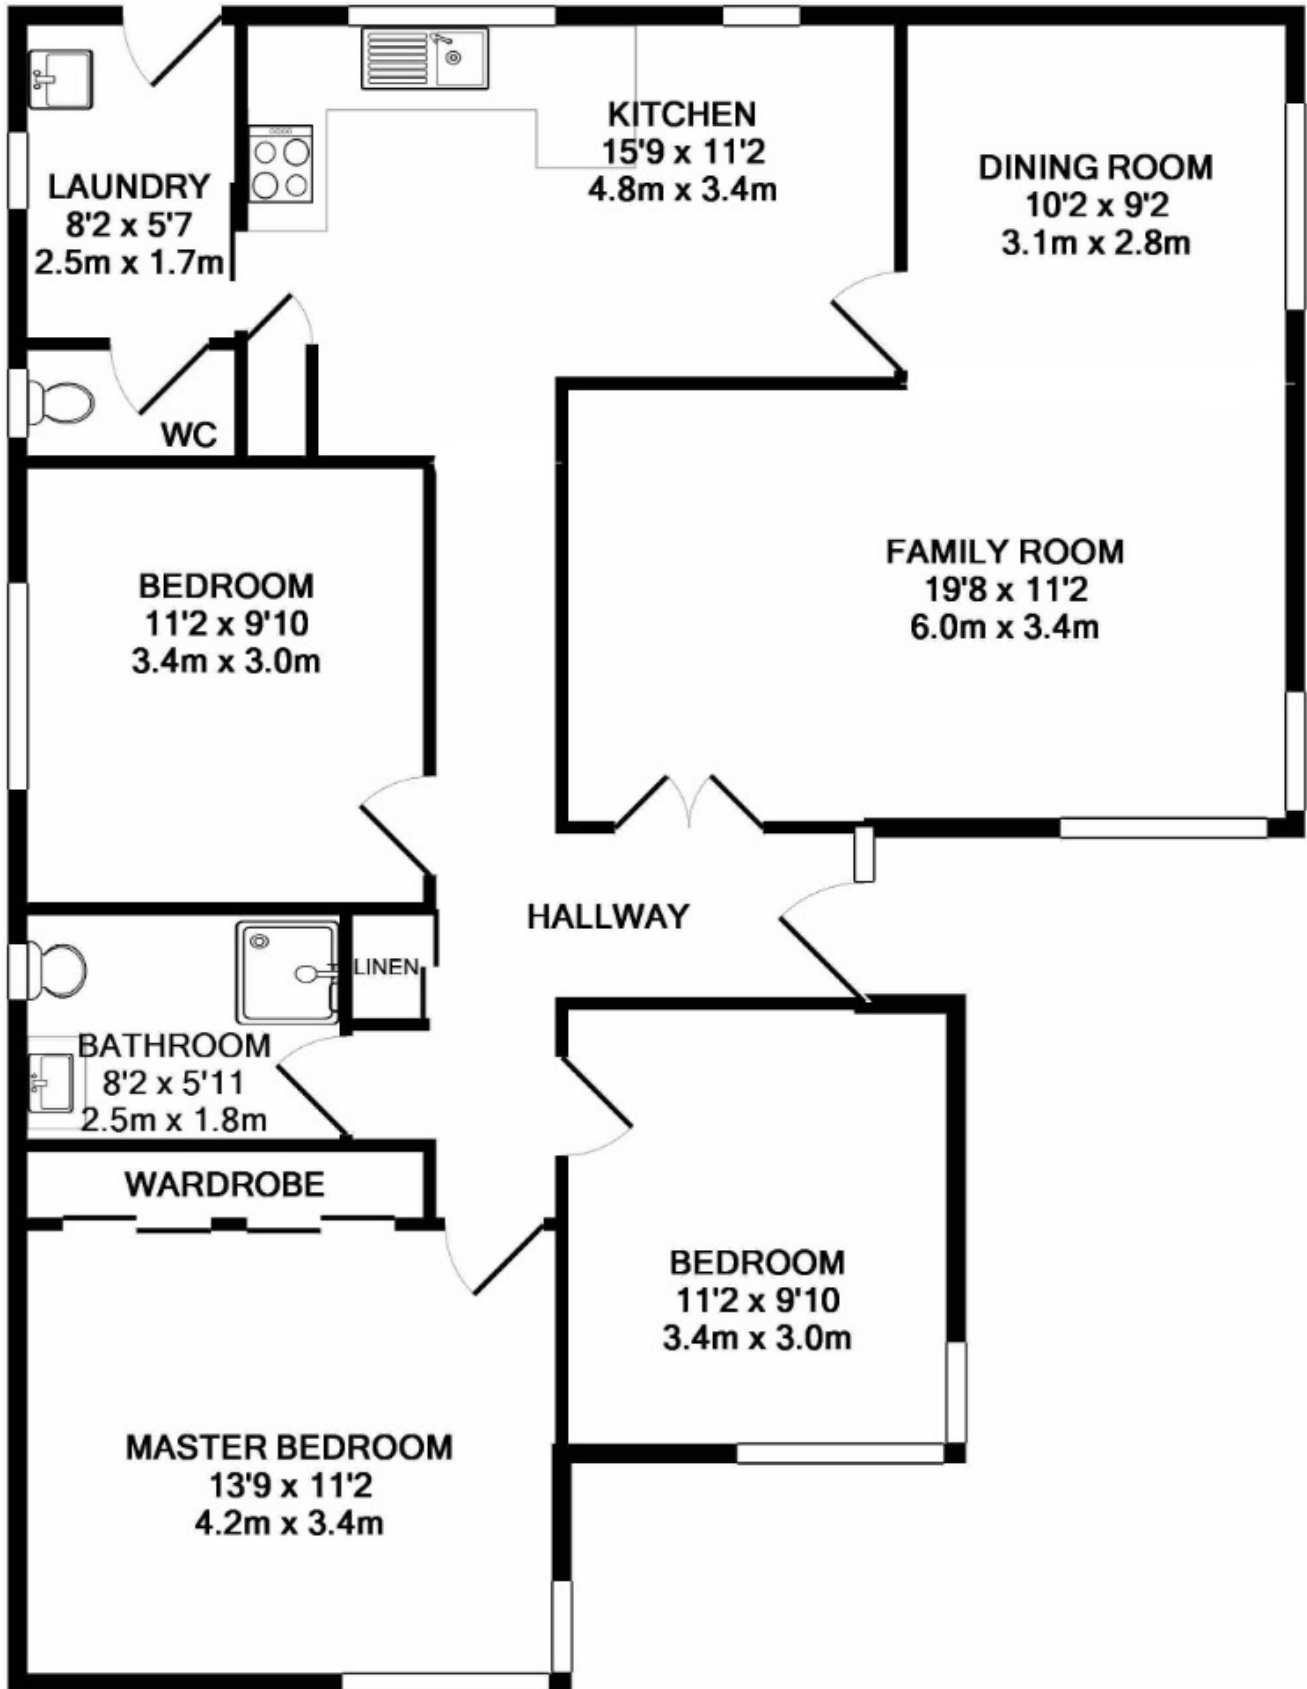 KITCHEN
15'9 x 11'2
4.8m x 3.4m
DINING ROOM
10'2 x 9'2
3.1m x 2.8m
LAUNDRY
8'2 x 5'7
2.5m x 1.7m
WC
BEDROOM
11'2 x 9'10
3.4m x 3.0m
FAMILY ROOM
19'8 x 11'2
6.0m x 3.4m
HALLWAY
LINEN
BATHROOM
8'2 x 5'11
2.5m x 1.8m
WARDROBE
BEDROOM
11'2 x 9'10
3.4m x 3.0m
MASTER BEDROOM
13'9 x 11'2
4.2m x 3.4m